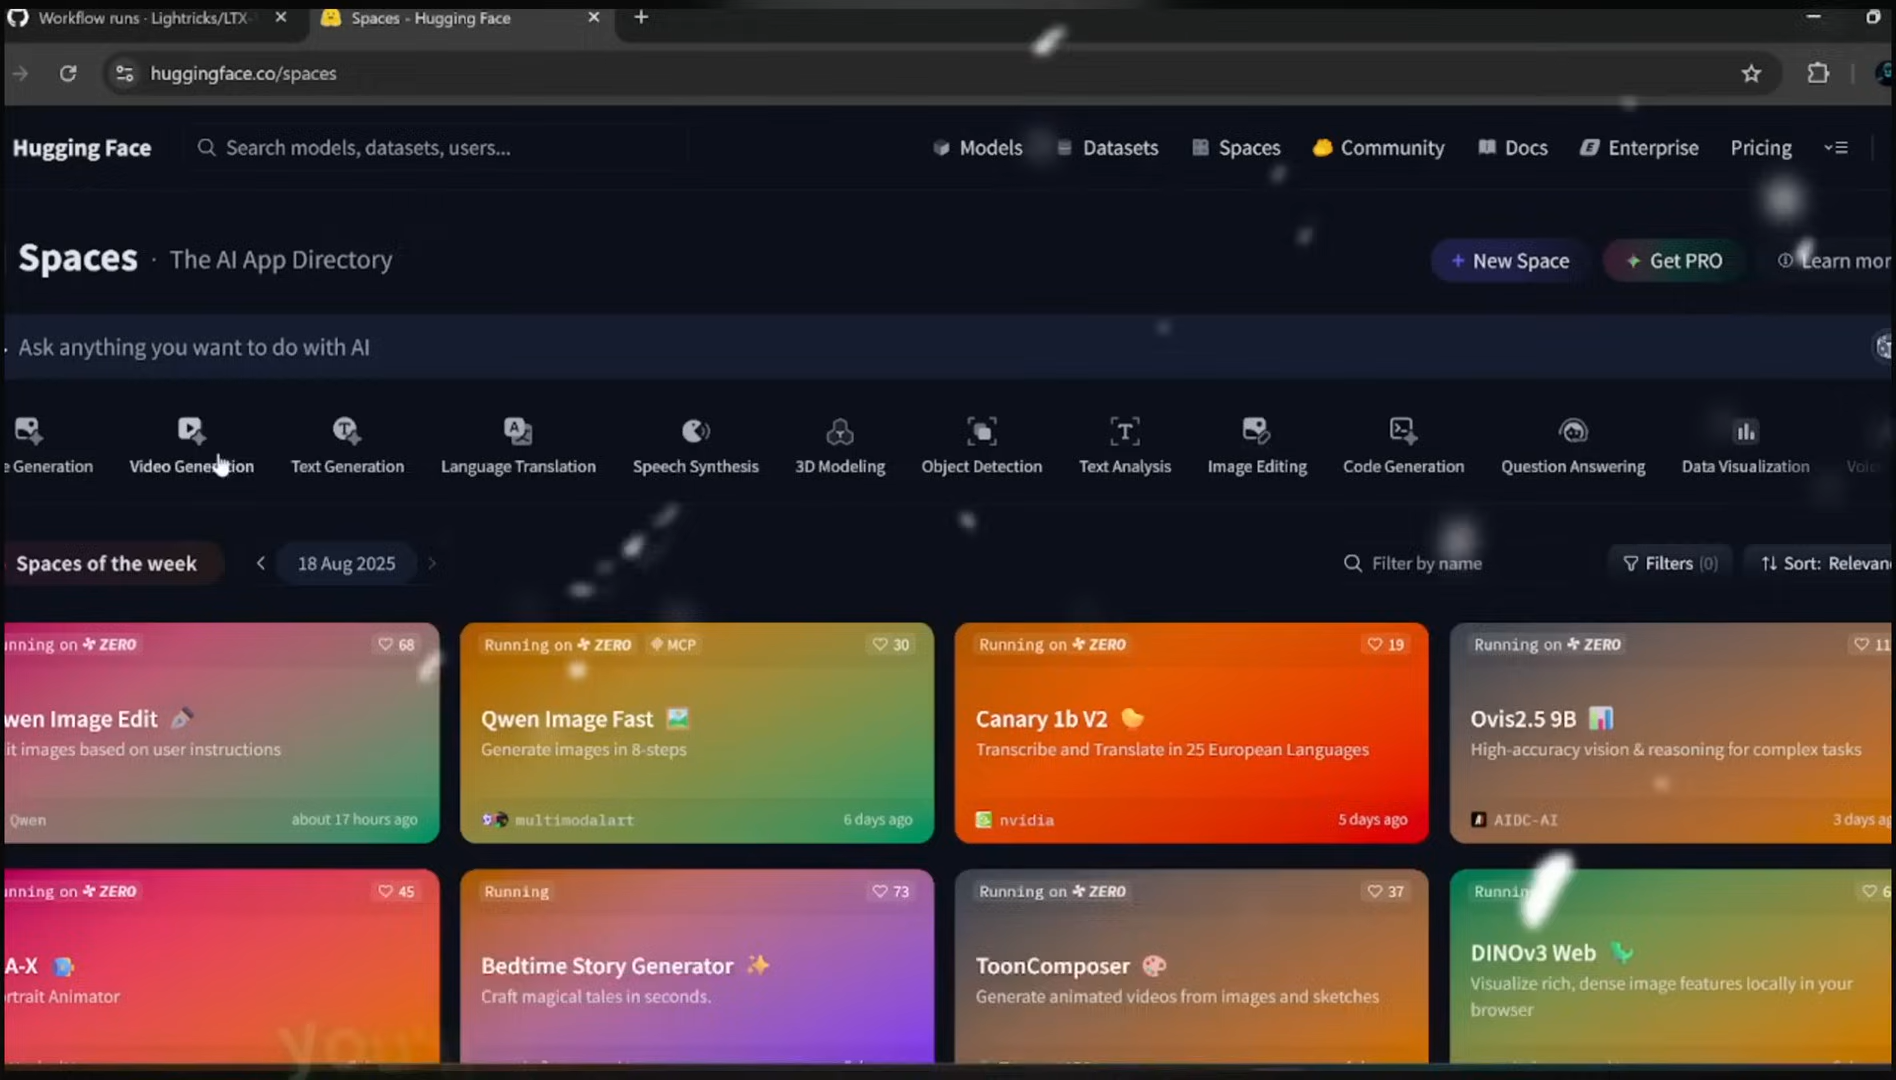 Workflow runs · Lightricks/LTX-
Spaces - Hugging Face
huggingface.co/spaces
Hugging Face
Search models, datasets, users...
Models
Datasets
Spaces
Community
Docs
Enterprise
Pricing
Spaces · The AI App Directory
+ New Space
Get PRO
Learn mor
Ask anything you want to do with AI
e Generation
Video Generation
Text Generation
Language Translation
Speech Synthesis
3D Modeling
Object Detection
Text Analysis
Image Editing
Code Generation
Question Answering
Data Visualization
Spaces of the week
18 Aug 2025
Filter by name
Filters (0)
Sort: Relevan
unning on ZERO
68
wen Image Edit
it images based on user instructions
Qwen
about 17 hours ago
Running on ZERO
MCP
30
Qwen Image Fast
Generate images in 8-steps
multimodalart
6 days ago
Running on ZERO
19
Canary 1b V2
Transcribe and Translate in 25 European Languages
nvidia
5 days ago
Running on ZERO
11
Ovis2.5 9B
High-accuracy vision & reasoning for complex tasks
AIDC-AI
3 days ag
unning on ZERO
45
A-X
rtrait Animator
Running
73
Bedtime Story Generator
Craft magical tales in seconds.
Running on ZERO
37
ToonComposer
Generate animated videos from images and sketches
Runnin
6
DINOv3 Web
Visualize rich, dense image features locally in your
browser
you